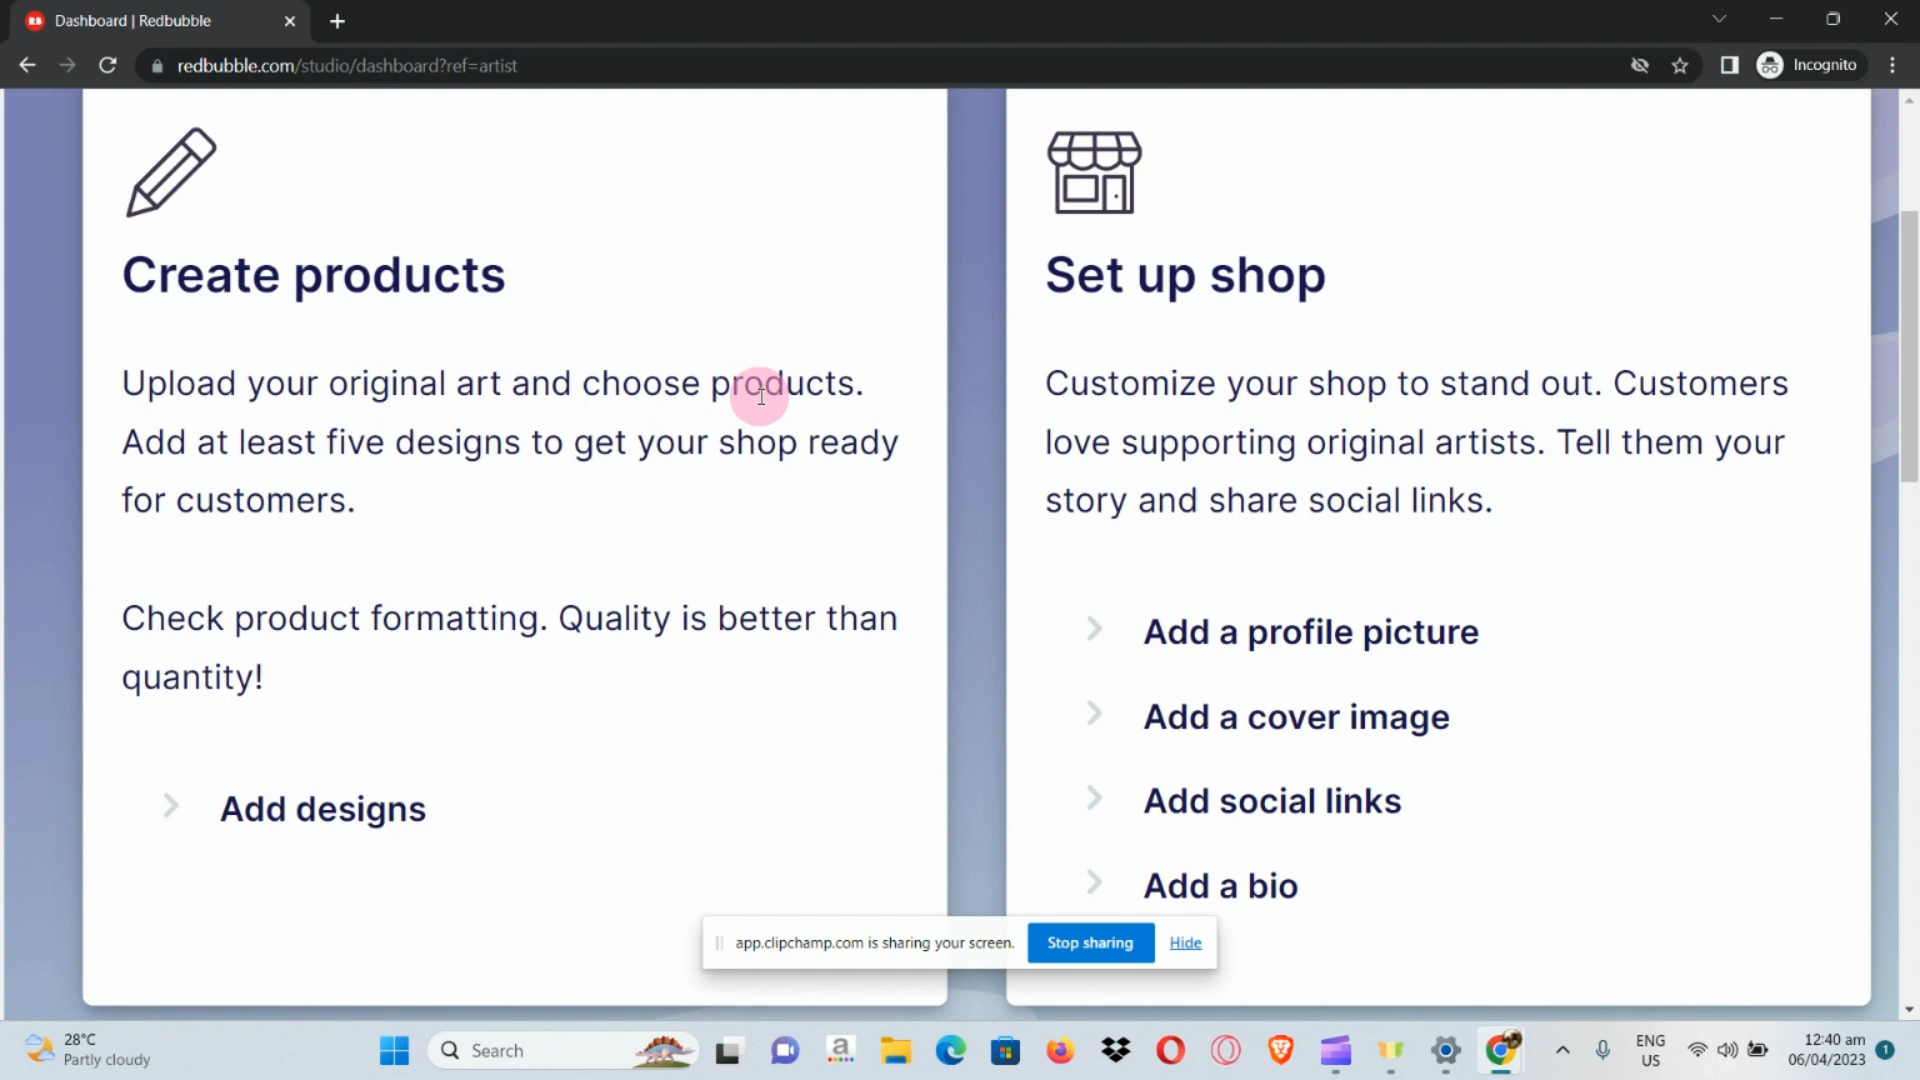 Dashboard | Redbubble
redbubble.com/studio/dashboard?ref=artist
Incognito
Create products
Upload your original art and choose products.
Add at least five designs to get your shop ready
for customers.
Check product formatting. Quality is better than
quantity!
Add designs
Set up shop
Customize your shop to stand out. Customers
love supporting original artists. Tell them your
story and share social links.
Add a profile picture
Add a cover image
Add social links
Add a bio
app.clipchamp.com is sharing your screen.
Stop sharing
Hide
28°C
Partly cloudy
Search
ENG
US
12:40 am
06/04/2023
1